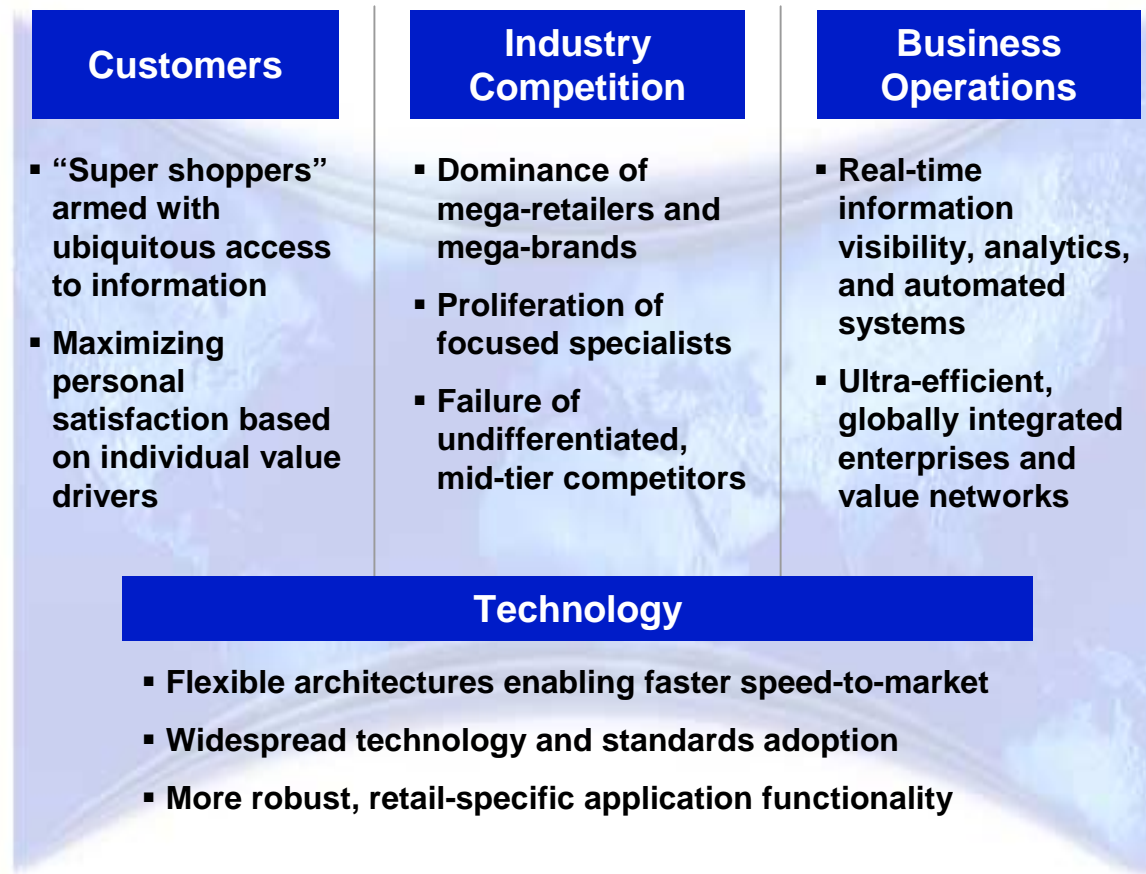 Customers
▪ “Super shoppers”
armed with
ubiquitous access
to information
▪ Maximizing
personal
satisfaction based
on individual value
drivers
Industry
Competition
▪ Dominance of
mega-retailers and
mega-brands
▪ Proliferation of
focused specialists
▪ Failure of
undifferentiated,
mid-tier competitors
Business
Operations
▪ Real-time
information
visibility, analytics,
and automated
systems
▪ Ultra-efficient,
globally integrated
enterprises and
value networks
Technology
▪ Flexible architectures enabling faster speed-to-market
▪ Widespread technology and standards adoption
▪ More robust, retail-specific application functionality